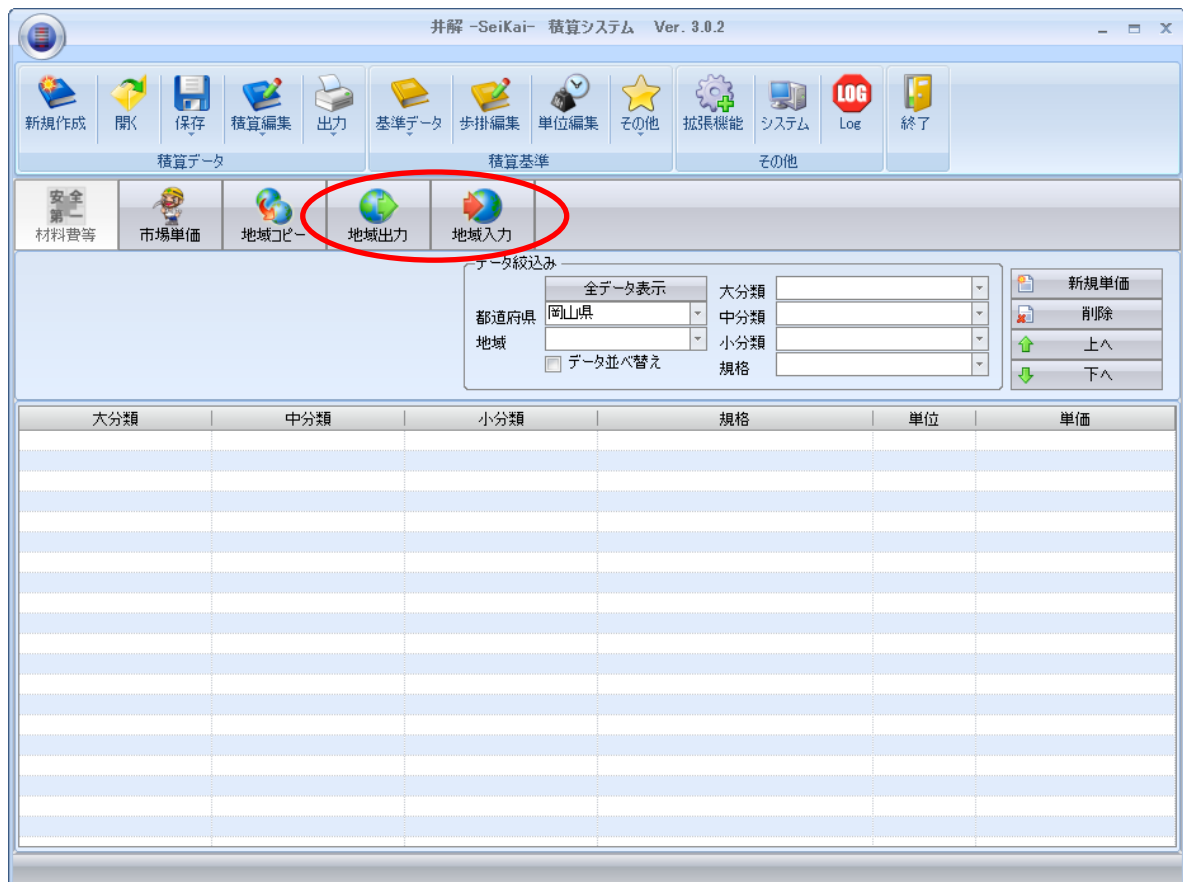 井解 -SeiKai- 積算システム Ver. 3.0.2
新規作成 開く 保存 積算編集 出力 基準データ 歩掛編集 単位編集 その他 拡張機能 システム LOG Log 終了
積算データ 積算基準 その他
安全
第一
材料費等 市場単価 地域コピー 地域出力 地域入力
データ絞込み
全データ表示 大分類 新規単価
都道府県 岡山県 中分類 削除
地域 小分類 上へ
データ並べ替え 規格 下へ
大分類 中分類 小分類 規格 単位 単価